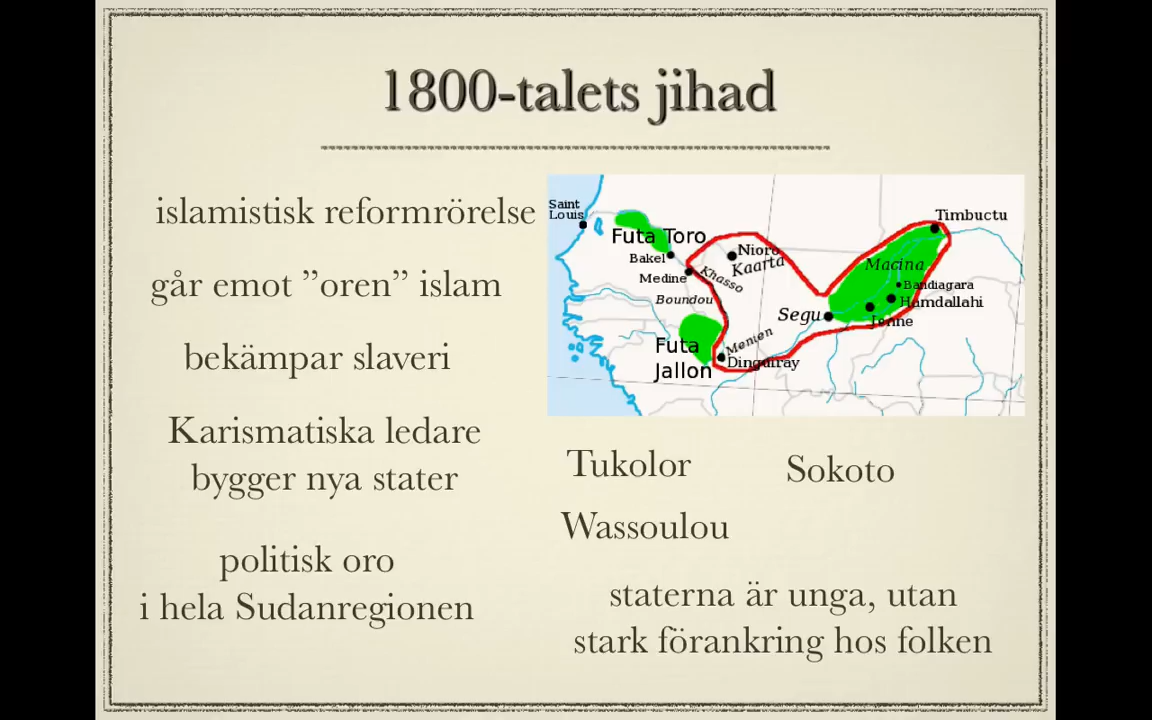 1800-talets jihad
islamistisk reformrörelse
går emot ”oren” islam
bekämpar slaveri
Karismatiska ledare
bygger nya stater
politisk oro
i hela Sudanregionen
Saint
Louis
Futa Toro
Bakel
Medine
Nioro
Kaarta
Khasso
Boundou
Timbuctu
Macina
Bandiagara
Hamdallahi
Jenne
Segu
Menien
Futa
Jallon
Dinguiray
Tukolor
Sokoto
Wassoulou
staterna är unga, utan
stark förankring hos folken